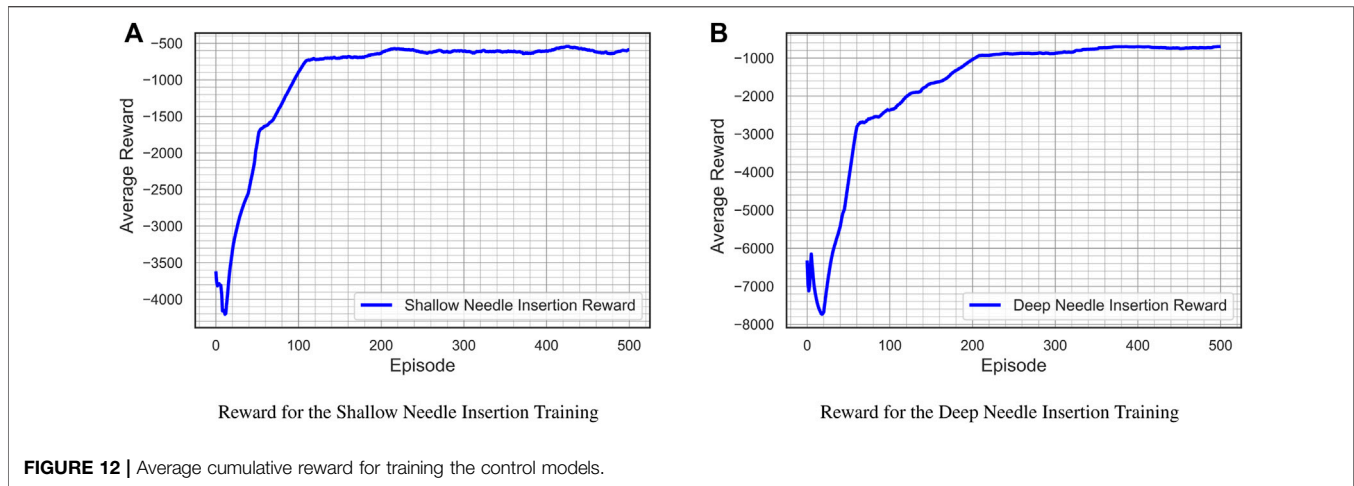 A
−500
−1000
−1500
−2000
−2500
−3000
−3500
−4000
Average Reward
Shallow Needle Insertion Reward
0 100 200 300 400 500
Episode
Reward for the Shallow Needle Insertion Training
B
−1000
−2000
−3000
−4000
−5000
−6000
−7000
−8000
Average Reward
Deep Needle Insertion Reward
0 100 200 300 400 500
Episode
Reward for the Deep Needle Insertion Training
FIGURE 12 | Average cumulative reward for training the control models.